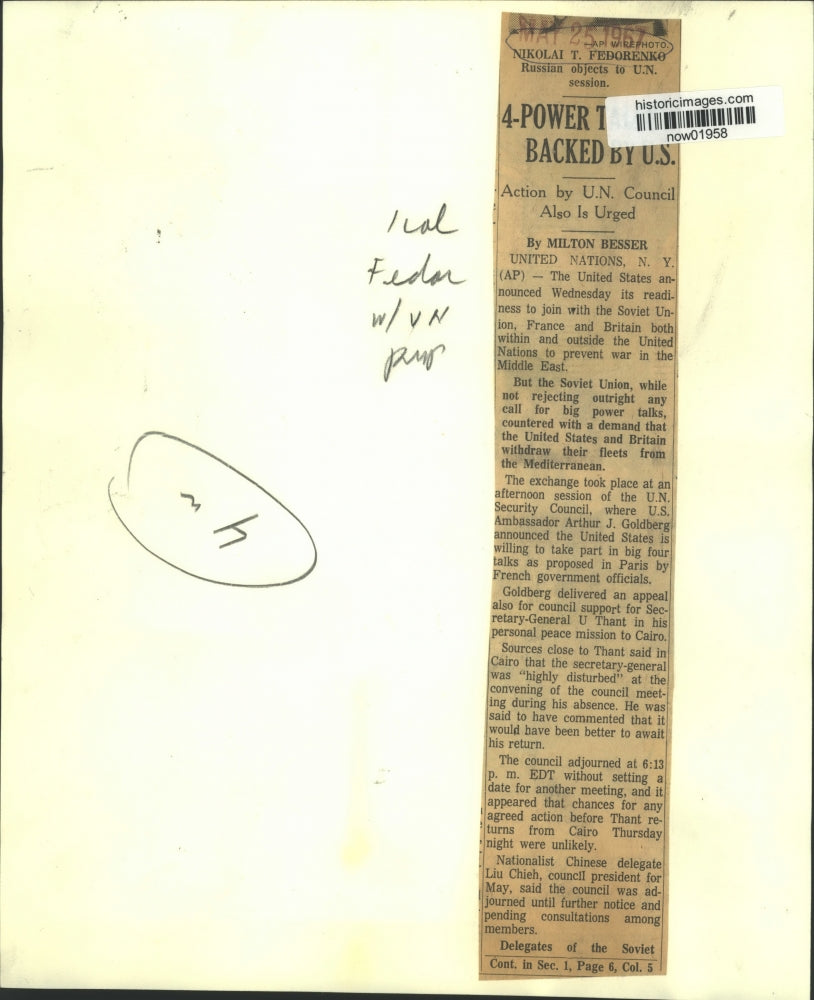 MAY 25 1967
—AP) WIREPHOTO.
NIKOLAI T. FEDORENKO
Russian objects to U.N.
session.
historicimages.com
now01958
4-POWER
BACKED BY U.S.
Action by U.N. Council
Also Is Urged
By MILTON BESSER
UNITED NATIONS, N. Y.
(AP) — The United States an-
nounced Wednesday its readi-
ness to join with the Soviet Un-
ion, France and Britain both
within and outside the United
Nations to prevent war in the
Middle East.
But the Soviet Union, while
not rejecting outright any
call for big power talks,
countered with a demand that
the United States and Britain
withdraw their fleets from
the Mediterranean.
The exchange took place at an
afternoon session of the U.N.
Security Council, where U.S.
Ambassador Arthur J. Goldberg
announced the United States is
willing to take part in big four
talks as proposed in Paris by
French government officials.
Goldberg delivered an appeal
also for council support for Sec-
retary-General U Thant in his
personal peace mission to Cairo.
Sources close to Thant said in
Cairo that the secretary-general
was “highly disturbed” at the
convening of the council meet-
ing during his absence. He was
said to have commented that it
would have been better to await
his return.
The council adjourned at 6:13
p. m. EDT without setting a
date for another meeting, and it
appeared that chances for any
agreed action before Thant re-
turns from Cairo Thursday
night were unlikely.
Nationalist Chinese delegate
Liu Chieh, council president for
May, said the council was ad-
journed until further notice and
pending consultations among
members.
Delegates of the Soviet
Cont. in Sec. 1, Page 6, Col. 5
1 col
Fedor